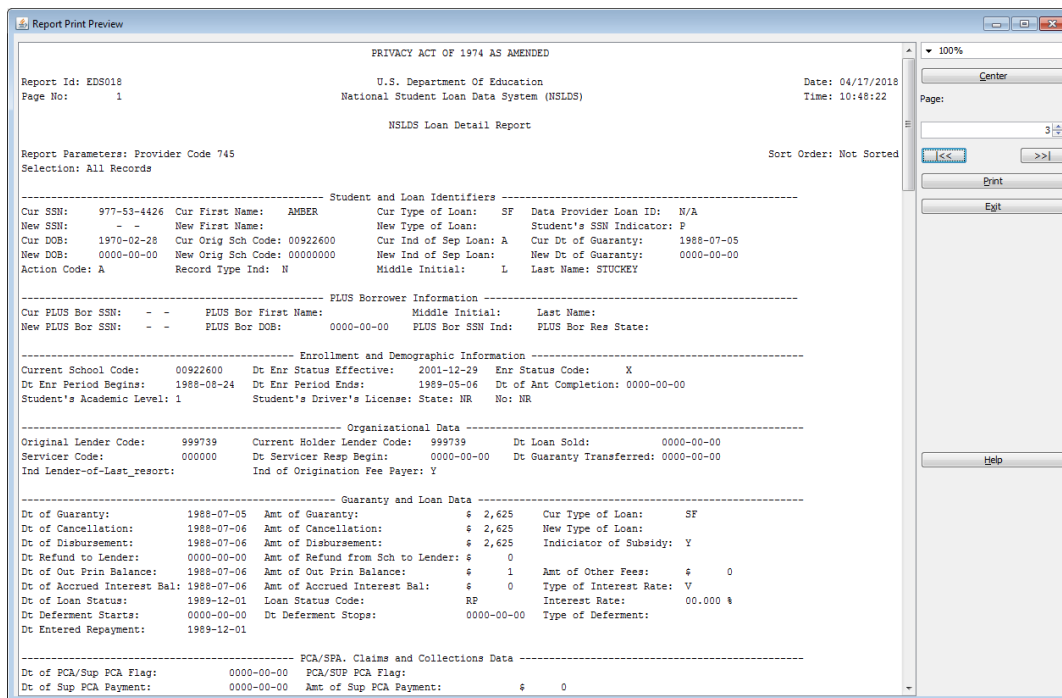 Report Print Preview
PRIVACY ACT OF 1974 AS AMENDED
Report Id: EDS018 U.S. Department Of Education Date: 04/17/2018
Page No: 1 National Student Loan Data System (NSLDS) Time: 10:48:22
NSLDS Loan Detail Report
Report Parameters: Provider Code 745 Sort Order: Not Sorted
Selection: All Records
Student and Loan Identifiers
Cur SSN: 977-53-4426 Cur First Name: AMBER Cur Type of Loan: SF Data Provider Loan ID: N/A
New SSN: - - New First Name: New Type of Loan: Student's SSN Indicator: P
Cur DOB: 1970-02-28 Cur Orig Sch Code: 00922600 Cur Ind of Sep Loan: A Cur Dt of Guaranty: 1988-07-05
New DOB: 0000-00-00 New Orig Sch Code: 00000000 New Ind of Sep Loan: New Dt of Guaranty: 0000-00-00
Action Code: A Record Type Ind: N Middle Initial: L Last Name: STUCKEY
PLUS Borrower Information
Cur PLUS Bor SSN: - - PLUS Bor First Name: Middle Initial: Last Name:
New PLUS Bor SSN: - - PLUS Bor DOB: 0000-00-00 PLUS Bor SSN Ind: PLUS Bor Res State:
Enrollment and Demographic Information
Current School Code: 00922600 Dt Enr Status Effective: 2001-12-29 Enr Status Code: X
Dt Enr Period Begins: 1988-08-24 Dt Enr Period Ends: 1989-05-06 Dt of Ant Completion: 0000-00-00
Student's Academic Level: 1 Student's Driver's License: State: NR No: NR
Organizational Data
Original Lender Code: 999739 Current Holder Lender Code: 999739 Dt Loan Sold: 0000-00-00
Servicer Code: 000000 Dt Servicer Resp Begin: 0000-00-00 Dt Guaranty Transferred: 0000-00-00
Ind Lender-of-Last_resort: Ind of Origination Fee Payer: Y
Guaranty and Loan Data
Dt of Guaranty: 1988-07-05 Amt of Guaranty: $ 2,625 Cur Type of Loan: SF
Dt of Cancellation: 1988-07-06 Amt of Cancellation: $ 2,625 New Type of Loan:
Dt of Disbursement: 1988-07-06 Amt of Disbursement: $ 2,625 Indiciator of Subsidy: Y
Dt Refund to Lender: 0000-00-00 Amt of Refund from Sch to Lender: $ 0
Dt of Out Prin Balance: 1988-07-06 Amt of Out Prin Balance: $ 1 Amt of Other Fees: $ 0
Dt of Accrued Interest Bal: 1988-07-06 Amt of Accrued Interest Bal: $ 0 Type of Interest Rate: V
Dt of Loan Status: 1989-12-01 Loan Status Code: RP Interest Rate: 00.000 %
Dt Deferment Starts: 0000-00-00 Dt Deferment Stops: 0000-00-00 Type of Deferment:
Dt Entered Repayment: 1989-12-01
PCA/SPA. Claims and Collections Data
Dt of PCA/Sup PCA Flag: 0000-00-00 PCA/SUP PCA Flag:
Dt of Sup PCA Payment: 0000-00-00 Amt of Sup PCA Payment: $ 0
100%
Center
Page:
3
|<< >>|
Print
Exit
Help